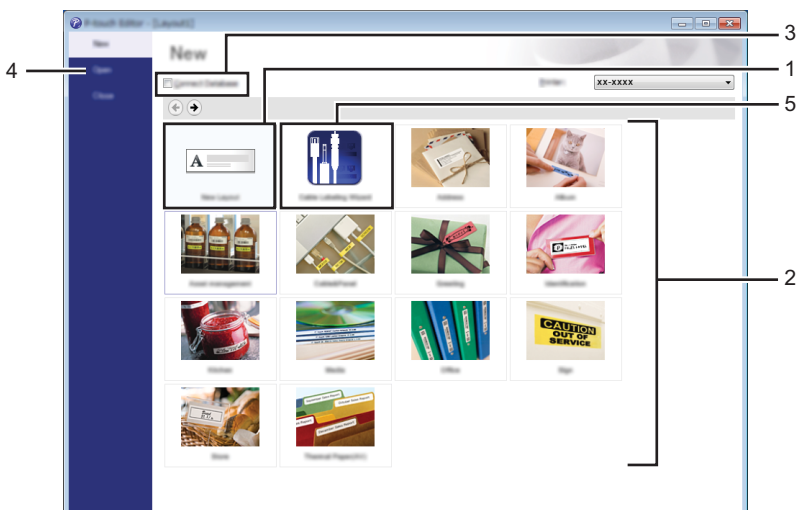 P-touch Editor - [Layout1]
New
New
Open
Close
Connect Database
Printer:
xx-xxxx
A
New Layout
Cable Labeling Wizard
Address
Album
Asset management
Cable&Panel
Greeting
Identification
Kitchen
Media
Office
CAUTION
OUT OF
SERVICE
Sign
Store
Thermal Paper(XX)
3
4
1
5
2